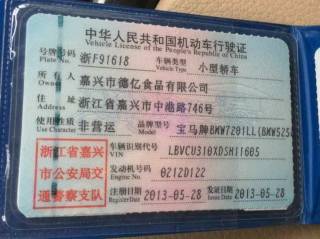 中华人民共和国机动车行驶证
Vehicle License of the People's Republic of China
号牌号码 浙F91618 车辆类型 小型轿车
Plate No. Vehicle Type
所有人 嘉兴市德亿食品有限公司
Owner
住址 浙江省嘉兴市中港路746号
Address
使用性质 非营运 品牌型号 宝马牌BMW7201LL(BMW525
Use Character Model
浙江省嘉兴
市公安局交
通警察支队
车辆识别代号 LBVCU310XDSH11605
VIN
发动机号码 0212D122
Engine No.
注册日期 2013-05-28 发证日期 2013-05-28
Register Date Issue Date